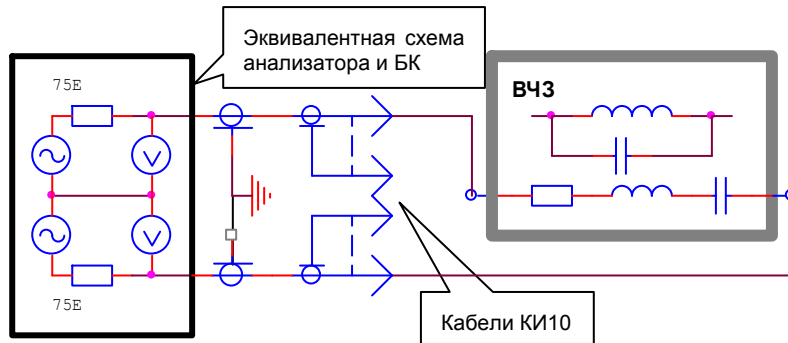 Эквивалентная схема
анализатора и БК
75E
ВЧЗ
V
V
75E
Кабели КИ10